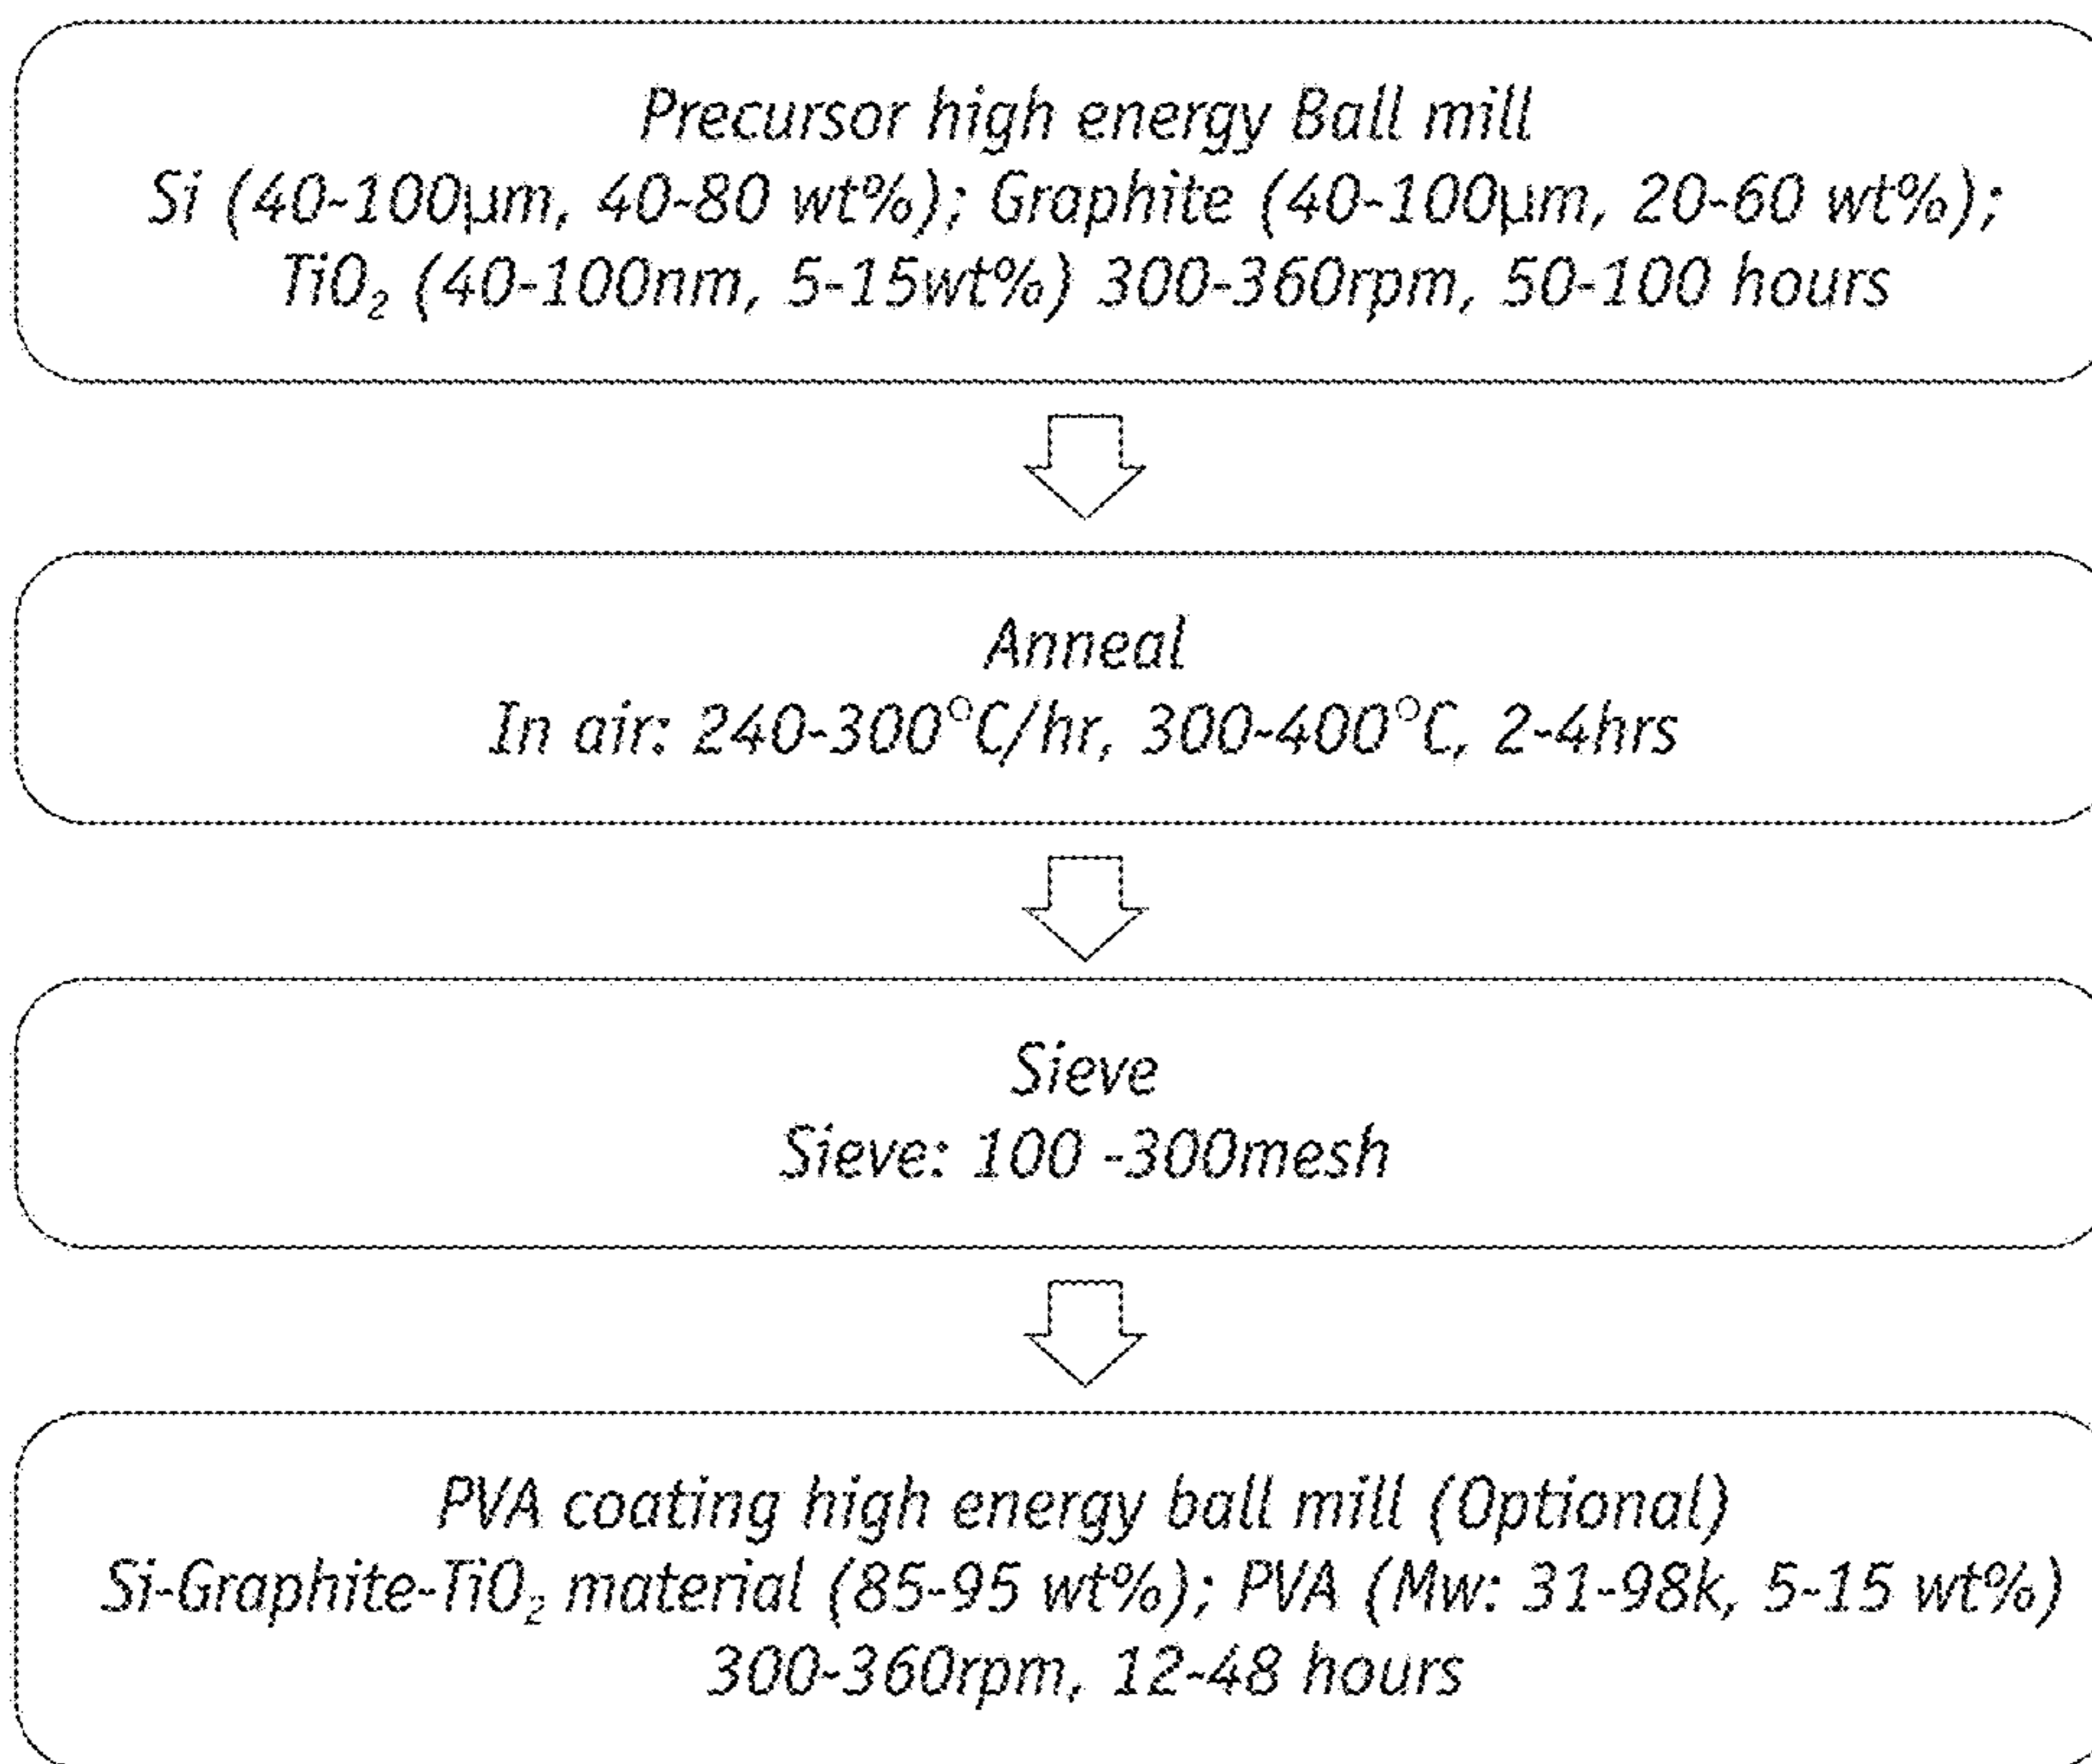 Precursor high energy Ball mill
Si (40-100μm, 40-80 wt%); Graphite (40-100μm, 20-60 wt%);
TiO₂ (40-100nm, 5-15wt%) 300-360rpm, 50-100 hours
Anneal
In air: 240-300°C/hr, 300-400°C, 2-4hrs
Sieve
Sieve: 100 -300mesh
PVA coating high energy ball mill (Optional)
Si-Graphite-TiO₂ material (85-95 wt%); PVA (Mw: 31-98k, 5-15 wt%)
300-360rpm, 12-48 hours